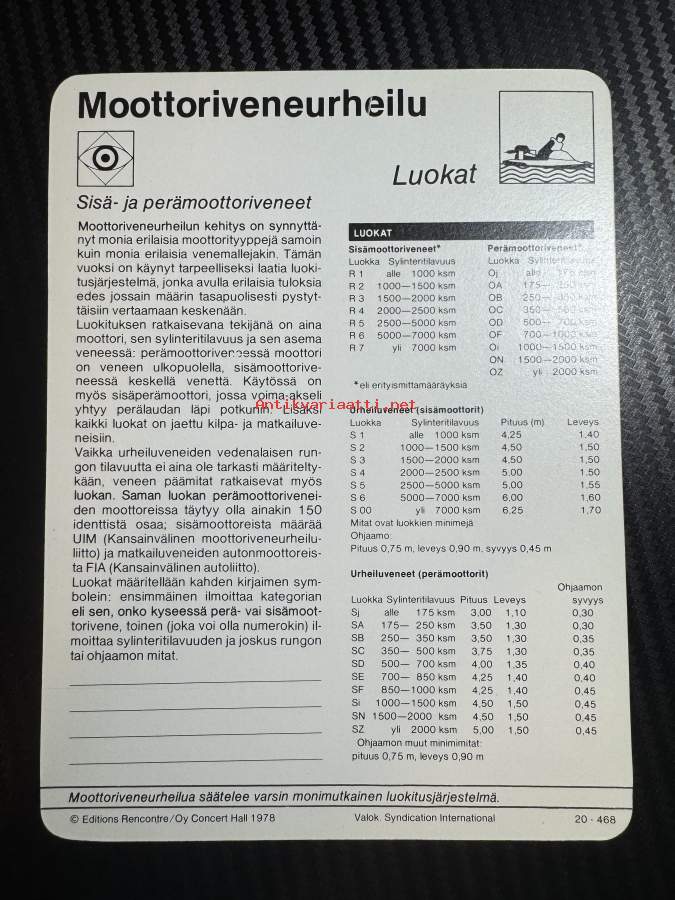 Moottoriveneurheilu
Luokat
Sisä- ja perämoottoriveneet
Moottoriveneurheilun kehitys on synnyttä-
nyt monia erilaisia moottorityyppejä samoin
kuin monia erilaisia venemallejakin. Tämän
vuoksi on käynyt tarpeelliseksi laatia luoki-
tusjärjestelmä, jonka avulla erilaisia tuloksia
edes jossain määrin tasapuolisesti pystyt-
täisiin vertaamaan keskenään.
Luokituksen ratkaisevana tekijänä on aina
moottori, sen sylinteritilavuus ja sen asema
veneessä: perämoottoriveneessä moottori
on veneen ulkopuolella, sisämoottorive-
neessä keskellä venettä. Käytössä on
myös sisäperämoottori, jossa voima-akseli
yhtyy perälaudan läpi potkuriin. Lisäksi
kaikki luokat on jaettu kilpa- ja matkailuve-
neisiin.
Vaikka urheiluveneiden vedenalaisen run-
gon tilavuutta ei aina ole tarkasti määritelty-
kään, veneen päämitat ratkaisevat myös
luokan. Saman luokan perämoottorivenei-
den moottoreissa täytyy olla ainakin 150
identtistä osaa; sisämoottoreista määrää
UIM (Kansainvälinen moottoriveneurheilu-
liitto) ja matkailuveneiden autonmoottoreis-
ta FIA (Kansainvälinen autoliitto).
Luokat määritellään kahden kirjaimen sym-
bolein: ensimmäinen ilmoittaa kategorian
eli sen, onko kyseessä perä- vai sisämoot-
torivene, toinen (joka voi olla numerokin) il-
moittaa sylinteritilavuuden ja joskus rungon
tai ohjaamon mitat.
LUOKAT
Sisämoottoriveneet*
Luokka Sylinteritilavuus
R 1 alle 1000 ksm
R 2 1000—1500 ksm
R 3 1500—2000 ksm
R 4 2000—2500 ksm
R 5 2500—5000 ksm
R 6 5000—7000 ksm
R 7 yli 7000 ksm
Perämoottoriveneet*
Luokka Sylinteritilavuus
Oj alle 175 ksm
OA 175— 250 ksm
OB 250— 350 ksm
OC 350— 500 ksm
OD 500— 700 ksm
OF 700—1000 ksm
Oi 1000—1500 ksm
ON 1500—2000 ksm
OZ yli 2000 ksm
*eli erityismittamääräyksiä
Antikvariaatti.net
Urheiluveneet (sisämoottorit)
Luokka Sylinteritilavuus Pituus (m) Leveys
S 1 alle 1000 ksm 4,25 1,40
S 2 1000—1500 ksm 4,50 1,50
S 3 1500—2000 ksm 4,50 1,50
S 4 2000—2500 ksm 5,00 1,50
S 5 2500—5000 ksm 5,00 1,55
S 6 5000—7000 ksm 6,00 1,60
S 00 yli 7000 ksm 6,25 1,70
Mitat ovat luokkien minimejä
Ohjaamo:
Pituus 0,75 m, leveys 0,90 m, syvyys 0,45 m
Urheiluveneet (perämoottorit)
Ohjaamon
Luokka Sylinteritilavuus Pituus Leveys syvyys
Sj alle 175 ksm 3,00 1,10 0,30
SA 175— 250 ksm 3,50 1,30 0,30
SB 250— 350 ksm 3,50 1,30 0,35
SC 350— 500 ksm 3,75 1,30 0,35
SD 500— 700 ksm 4,00 1,35 0,40
SE 700— 850 ksm 4,25 1,40 0,40
SF 850—1000 ksm 4,25 1,40 0,45
Si 1000—1500 ksm 4,50 1,50 0,45
SN 1500—2000 ksm 4,50 1,50 0,45
SZ yli 2000 ksm 5,00 1,50 0,45
Ohjaamon muut minimimitat:
pituus 0,75 m, leveys 0,90 m
Moottoriveneurheilua säätelee varsin monimutkainen luokitusjärjestelmä.
© Editions Rencontre/Oy Concert Hall 1978
Valok. Syndication International
20 - 468